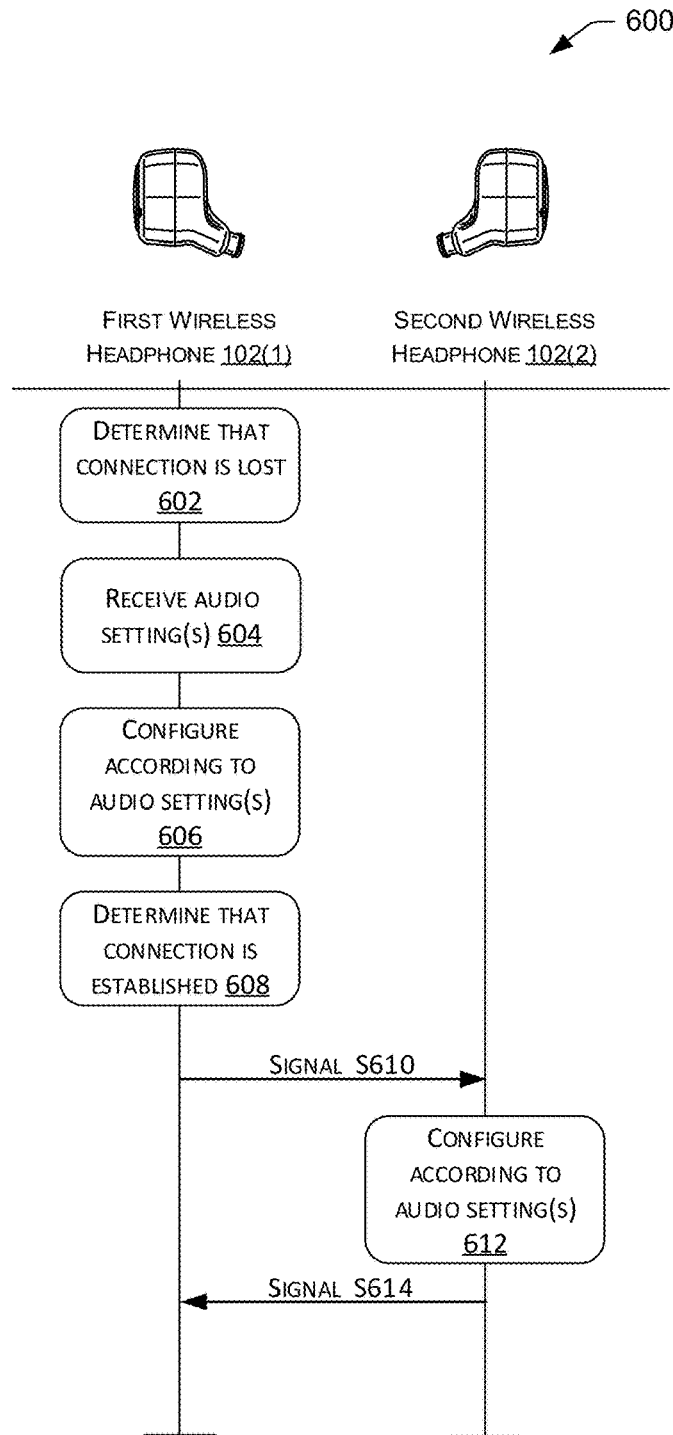 600
FIRST WIRELESS
HEADPHONE 102(1)
SECOND WIRELESS
HEADPHONE 102(2)
DETERMINE THAT
CONNECTION IS LOST
602
RECEIVE AUDIO
SETTING(S) 604
CONFIGURE
ACCORDING TO
AUDIO SETTING(S)
606
DETERMINE THAT
CONNECTION IS
ESTABLISHED 608
SIGNAL S610
CONFIGURE
ACCORDING TO
AUDIO SETTING(S)
612
SIGNAL S614